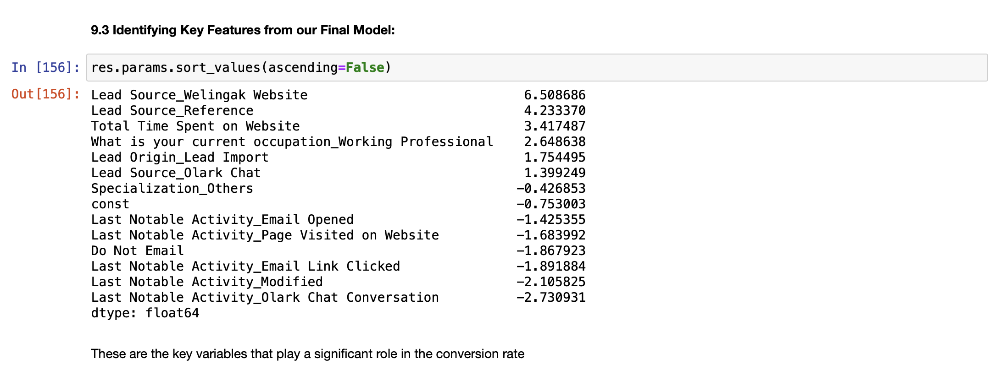 9.3 Identifying Key Features from our Final Model:
In [156]: res.params.sort_values(ascending=False)
Out[156]: Lead Source_Welingak Website 6.508686
Lead Source_Reference 4.233370
Total Time Spent on Website 3.417487
What is your current occupation_Working Professional 2.648638
Lead Origin_Lead Import 1.754495
Lead Source_Olark Chat 1.399249
Specialization_Others -0.426853
const -0.753003
Last Notable Activity_Email Opened -1.425355
Last Notable Activity_Page Visited on Website -1.683992
Do Not Email -1.867923
Last Notable Activity_Email Link Clicked -1.891884
Last Notable Activity_Modified -2.105825
Last Notable Activity_Olark Chat Conversation -2.730931
dtype: float64
These are the key variables that play a significant role in the conversion rate